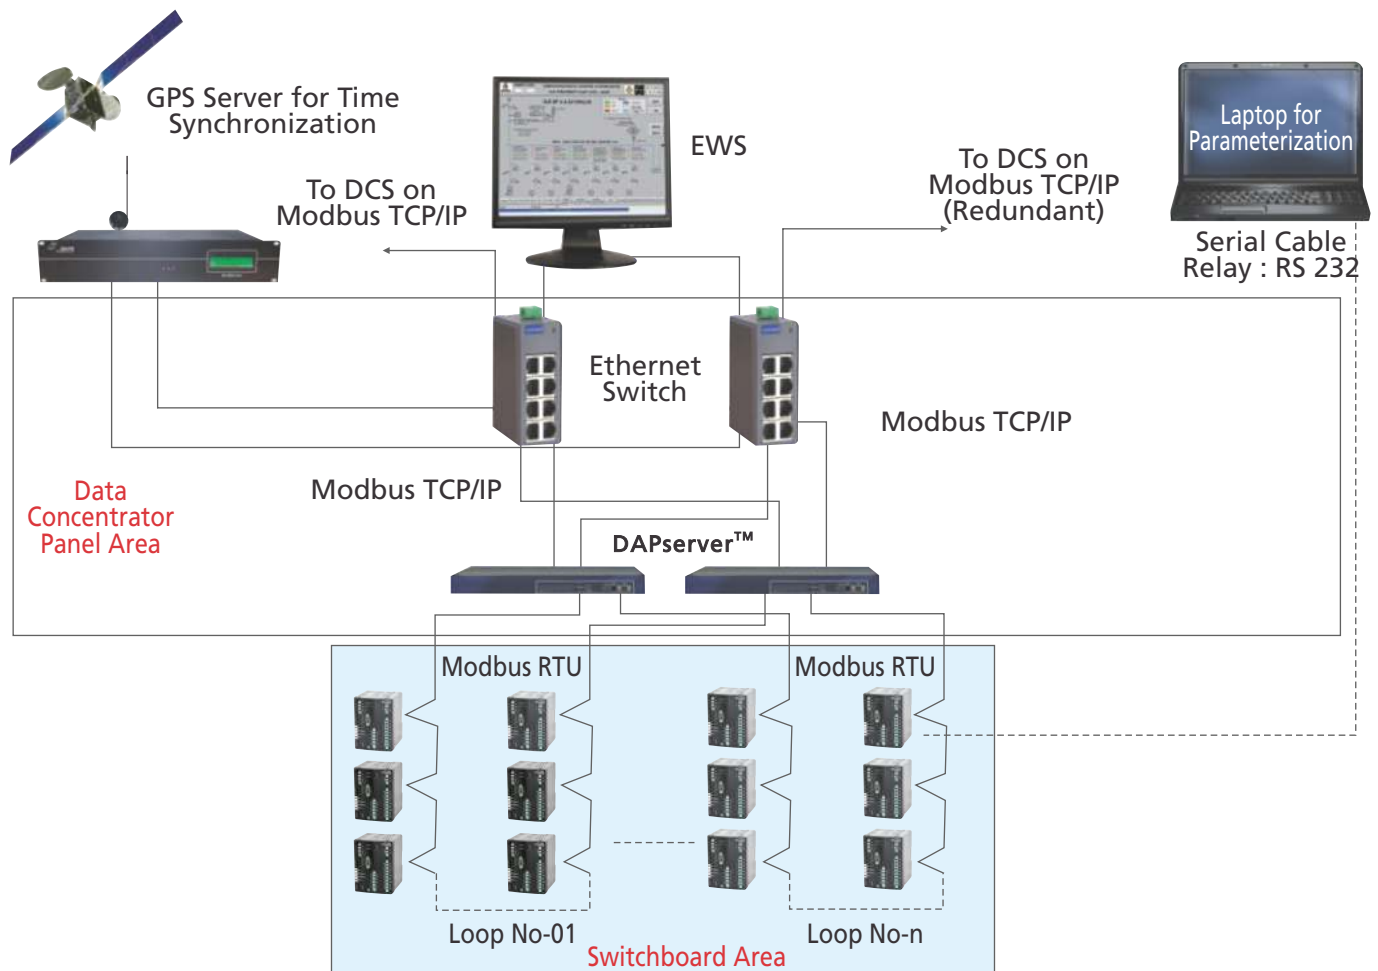 GPS Server for Time
Synchronization
To DCS on
Modbus TCP/IP
EWS
To DCS on
Modbus TCP/IP
(Redundant)
Laptop for
Parameterization
Serial Cable
Relay : RS 232
Ethernet
Switch
Modbus TCP/IP
Modbus TCP/IP
Data
Concentrator
Panel Area
DAPserver™
Modbus RTU
Modbus RTU
Loop No-01
Loop No-n
Switchboard Area